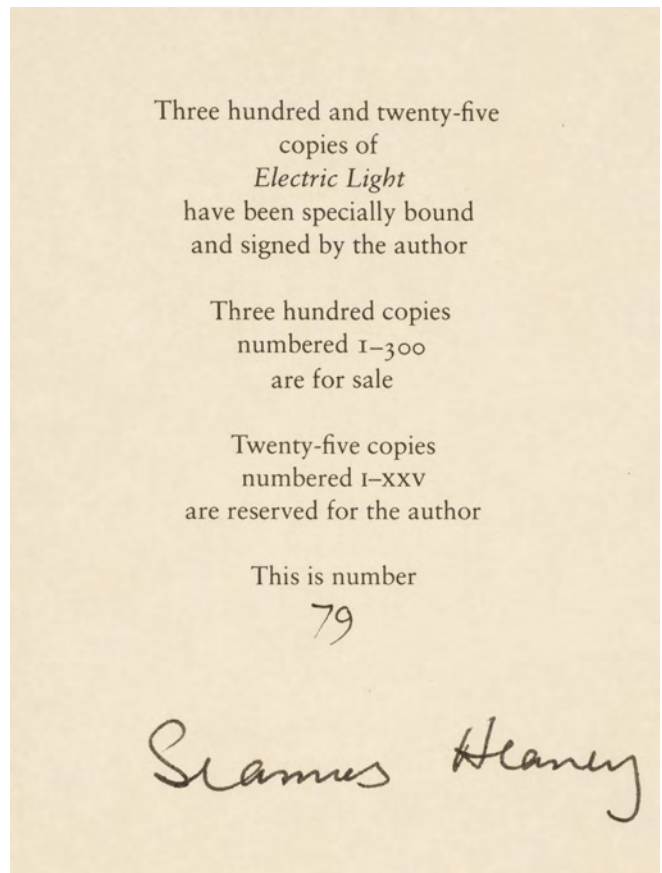 Three hundred and twenty-five
copies of
Electric Light
have been specially bound
and signed by the author
Three hundred copies
numbered 1–300
are for sale
Twenty-five copies
numbered I–XXV
are reserved for the author
This is number
79
Seamus Heaney